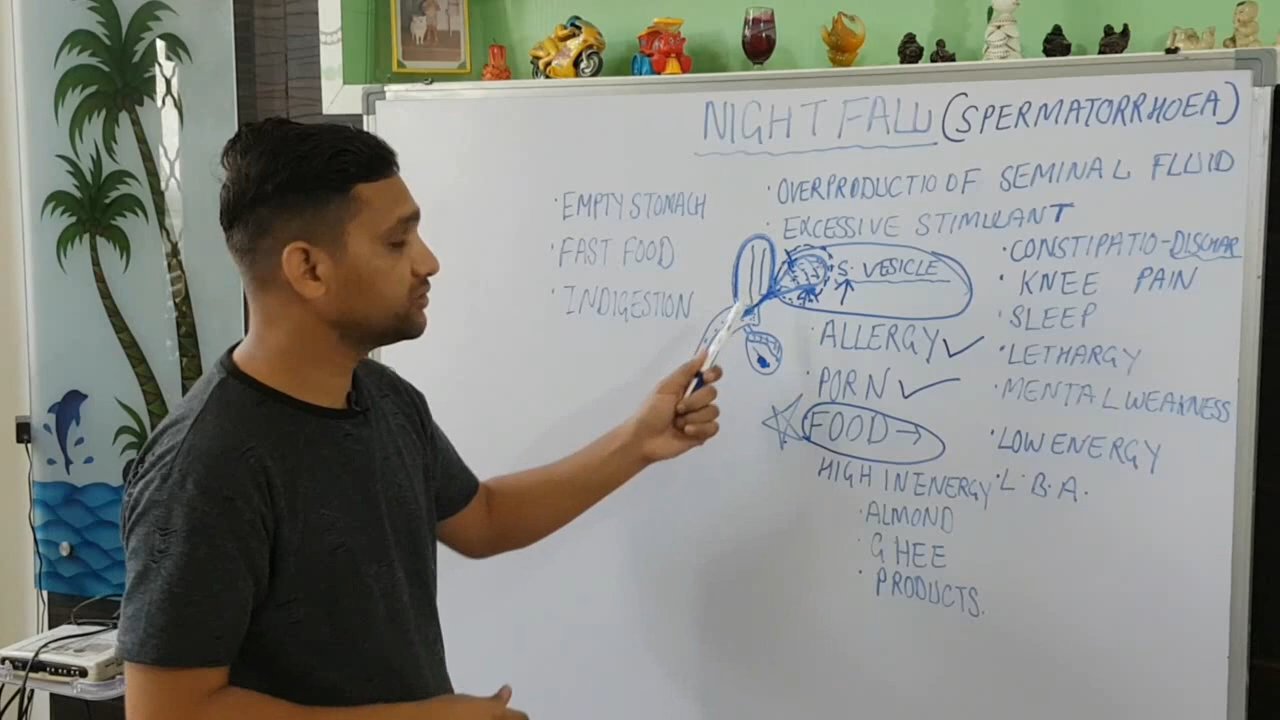 NIGHT FALL (SPERMATORRHOEA)
· EMPTY STOMACH
· FAST FOOD
· INDIGESTION
· OVERPRODUCTIO OF SEMINAL FLUID
· EXCESSIVE STIMULANT
S. VESICLE
· ALLERGY ✓
· PORN ✓
FOOD →
HIGH IN ENERGY
· ALMOND
· GHEE
· PRODUCTS.
· CONSTIPATIO-DISCHAR
· KNEE PAIN
· SLEEP
· LETHARGY
· MENTAL WEAKNESS
· LOW ENERGY
· L.B.A.